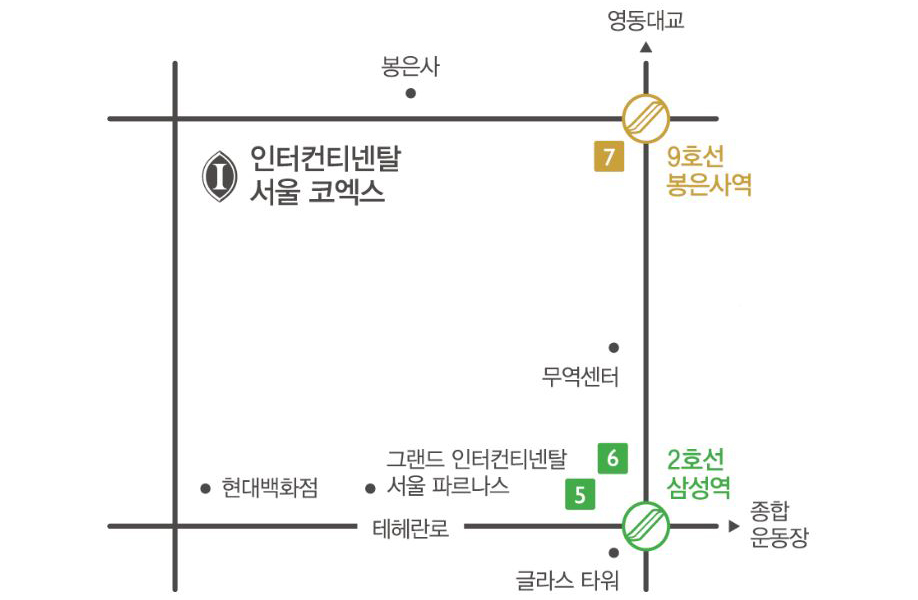 영동대교
봉은사
7
9호선
봉은사역
I
인터컨티넨탈
서울 코엑스
무역센터
6
2호선
삼성역
그랜드 인터컨티넨탈
서울 파르나스
5
현대백화점
테헤란로
종합
운동장
글라스 타워